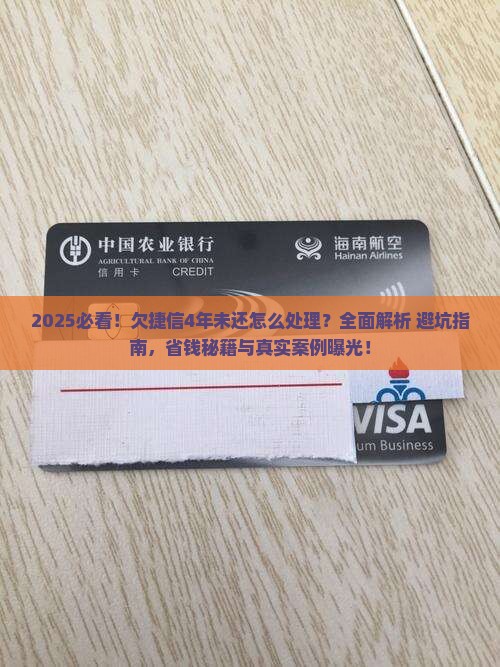 中国农业银行
AGRICULTURAL BANK OF CHINA
信用卡 CREDIT
海南航空
Hainan Airlines
2025必看！欠捷信4年未还怎么处理？全面解析 避坑指
南，省钱秘籍与真实案例曝光！
VISA
um Business